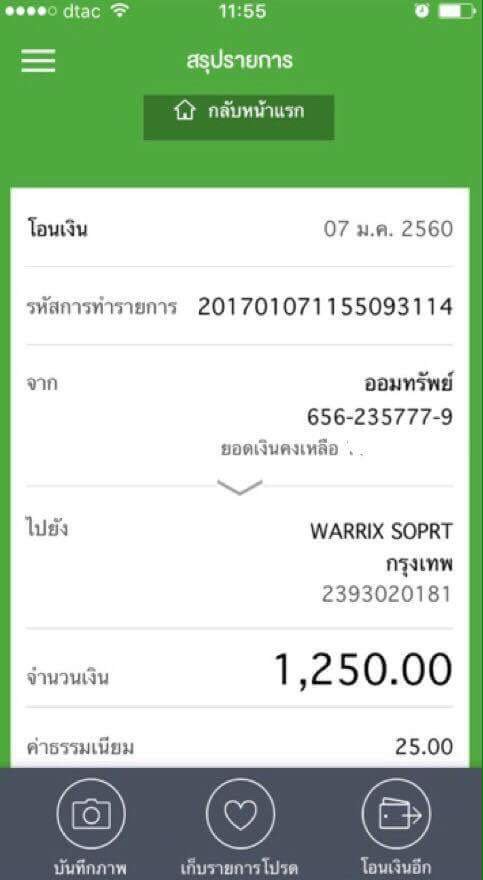 dtac 11:55
สรุปรายการ
กลับหน้าแรก
โอนเงิน 07 ม.ค. 2560
รหัสการทำรายการ 201701071155093114
จาก ออมทรัพย์
656-235777-9
ยอดเงินคงเหลือ
ไปยัง WARRIX SOPRT
กรุงเทพ
2393020181
จำนวนเงิน 1,250.00
ค่าธรรมเนียม 25.00
บันทึกภาพ เก็บรายการโปรด โอนเงินอีก